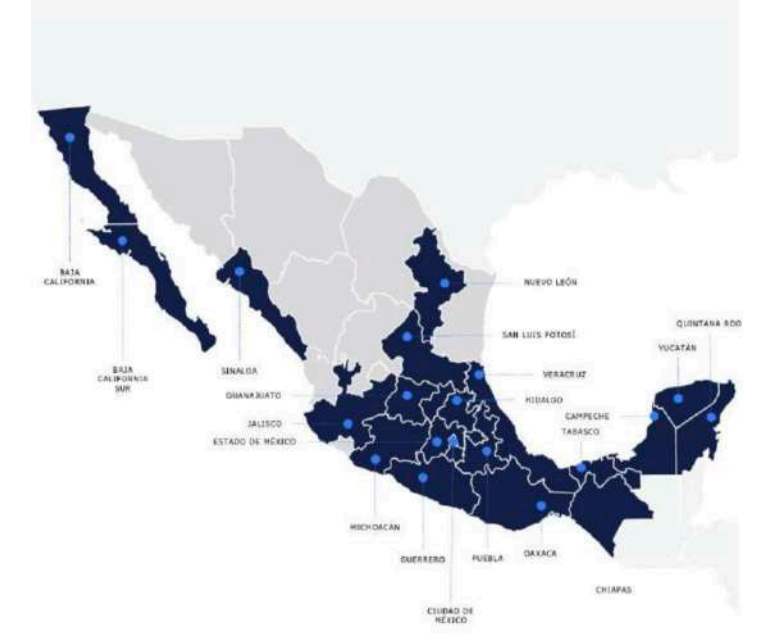 BAJA
CALIFORNIA
BAJA
CALIFORNIA
SUR
SINALOA
NUEVO LEÓN
SAN LUIS POTOSÍ
QUINTANA ROO
YUCATÁN
VERACRUZ
GUANAJUATO
HIDALGO
CAMPECHE
JALISCO
TABASCO
ESTADO DE MÉXICO
MICHOACÁN
GUERRERO
PUEBLA
OAXACA
CHIAPAS
CIUDAD DE
MÉXICO